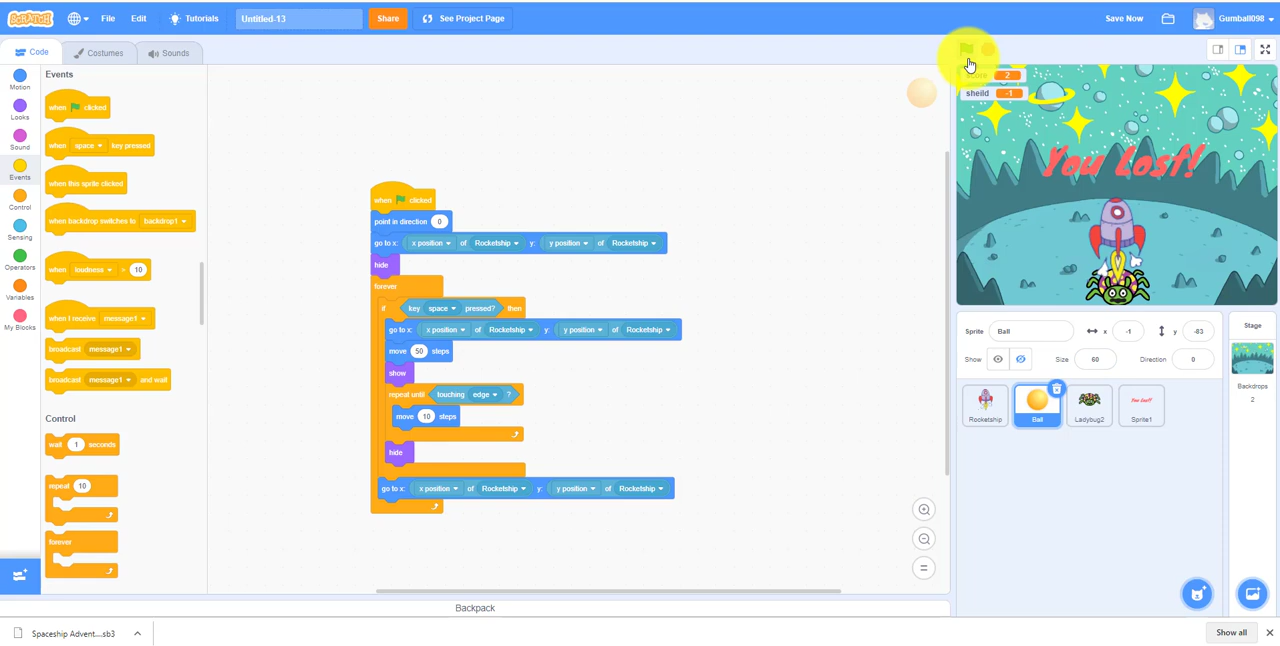 SCRATCH File Edit Tutorials Untitled-13 Share See Project Page Save Now Gumball098
Code Costumes Sounds
Motion
Looks
Sound
Events
Control
Sensing
Operators
Variables
My Blocks
Events
when clicked
when space key pressed
when this sprite clicked
when backdrop switches to backdrop1
when loudness > 10
when I receive message1
broadcast message1
broadcast message1 and wait
Control
wait 1 seconds
repeat 10
forever
when clicked
point in direction 0
go to x: x position of Rocketship y: y position of Rocketship
hide
forever
if key space pressed? then
go to x: x position of Rocketship y: y position of Rocketship
move 50 steps
show
repeat until touching edge ?
move 10 steps
hide
go to x: x position of Rocketship y: y position of Rocketship
score 2
sheild -1
You Lost!
Sprite Ball x -1 y -83
Show Size 60 Direction 0
Rocketship Ball Ladybug2 Sprite1
You lost!
Stage
Backdrops
2
Backpack
Spaceship Advent....sb3 Show all